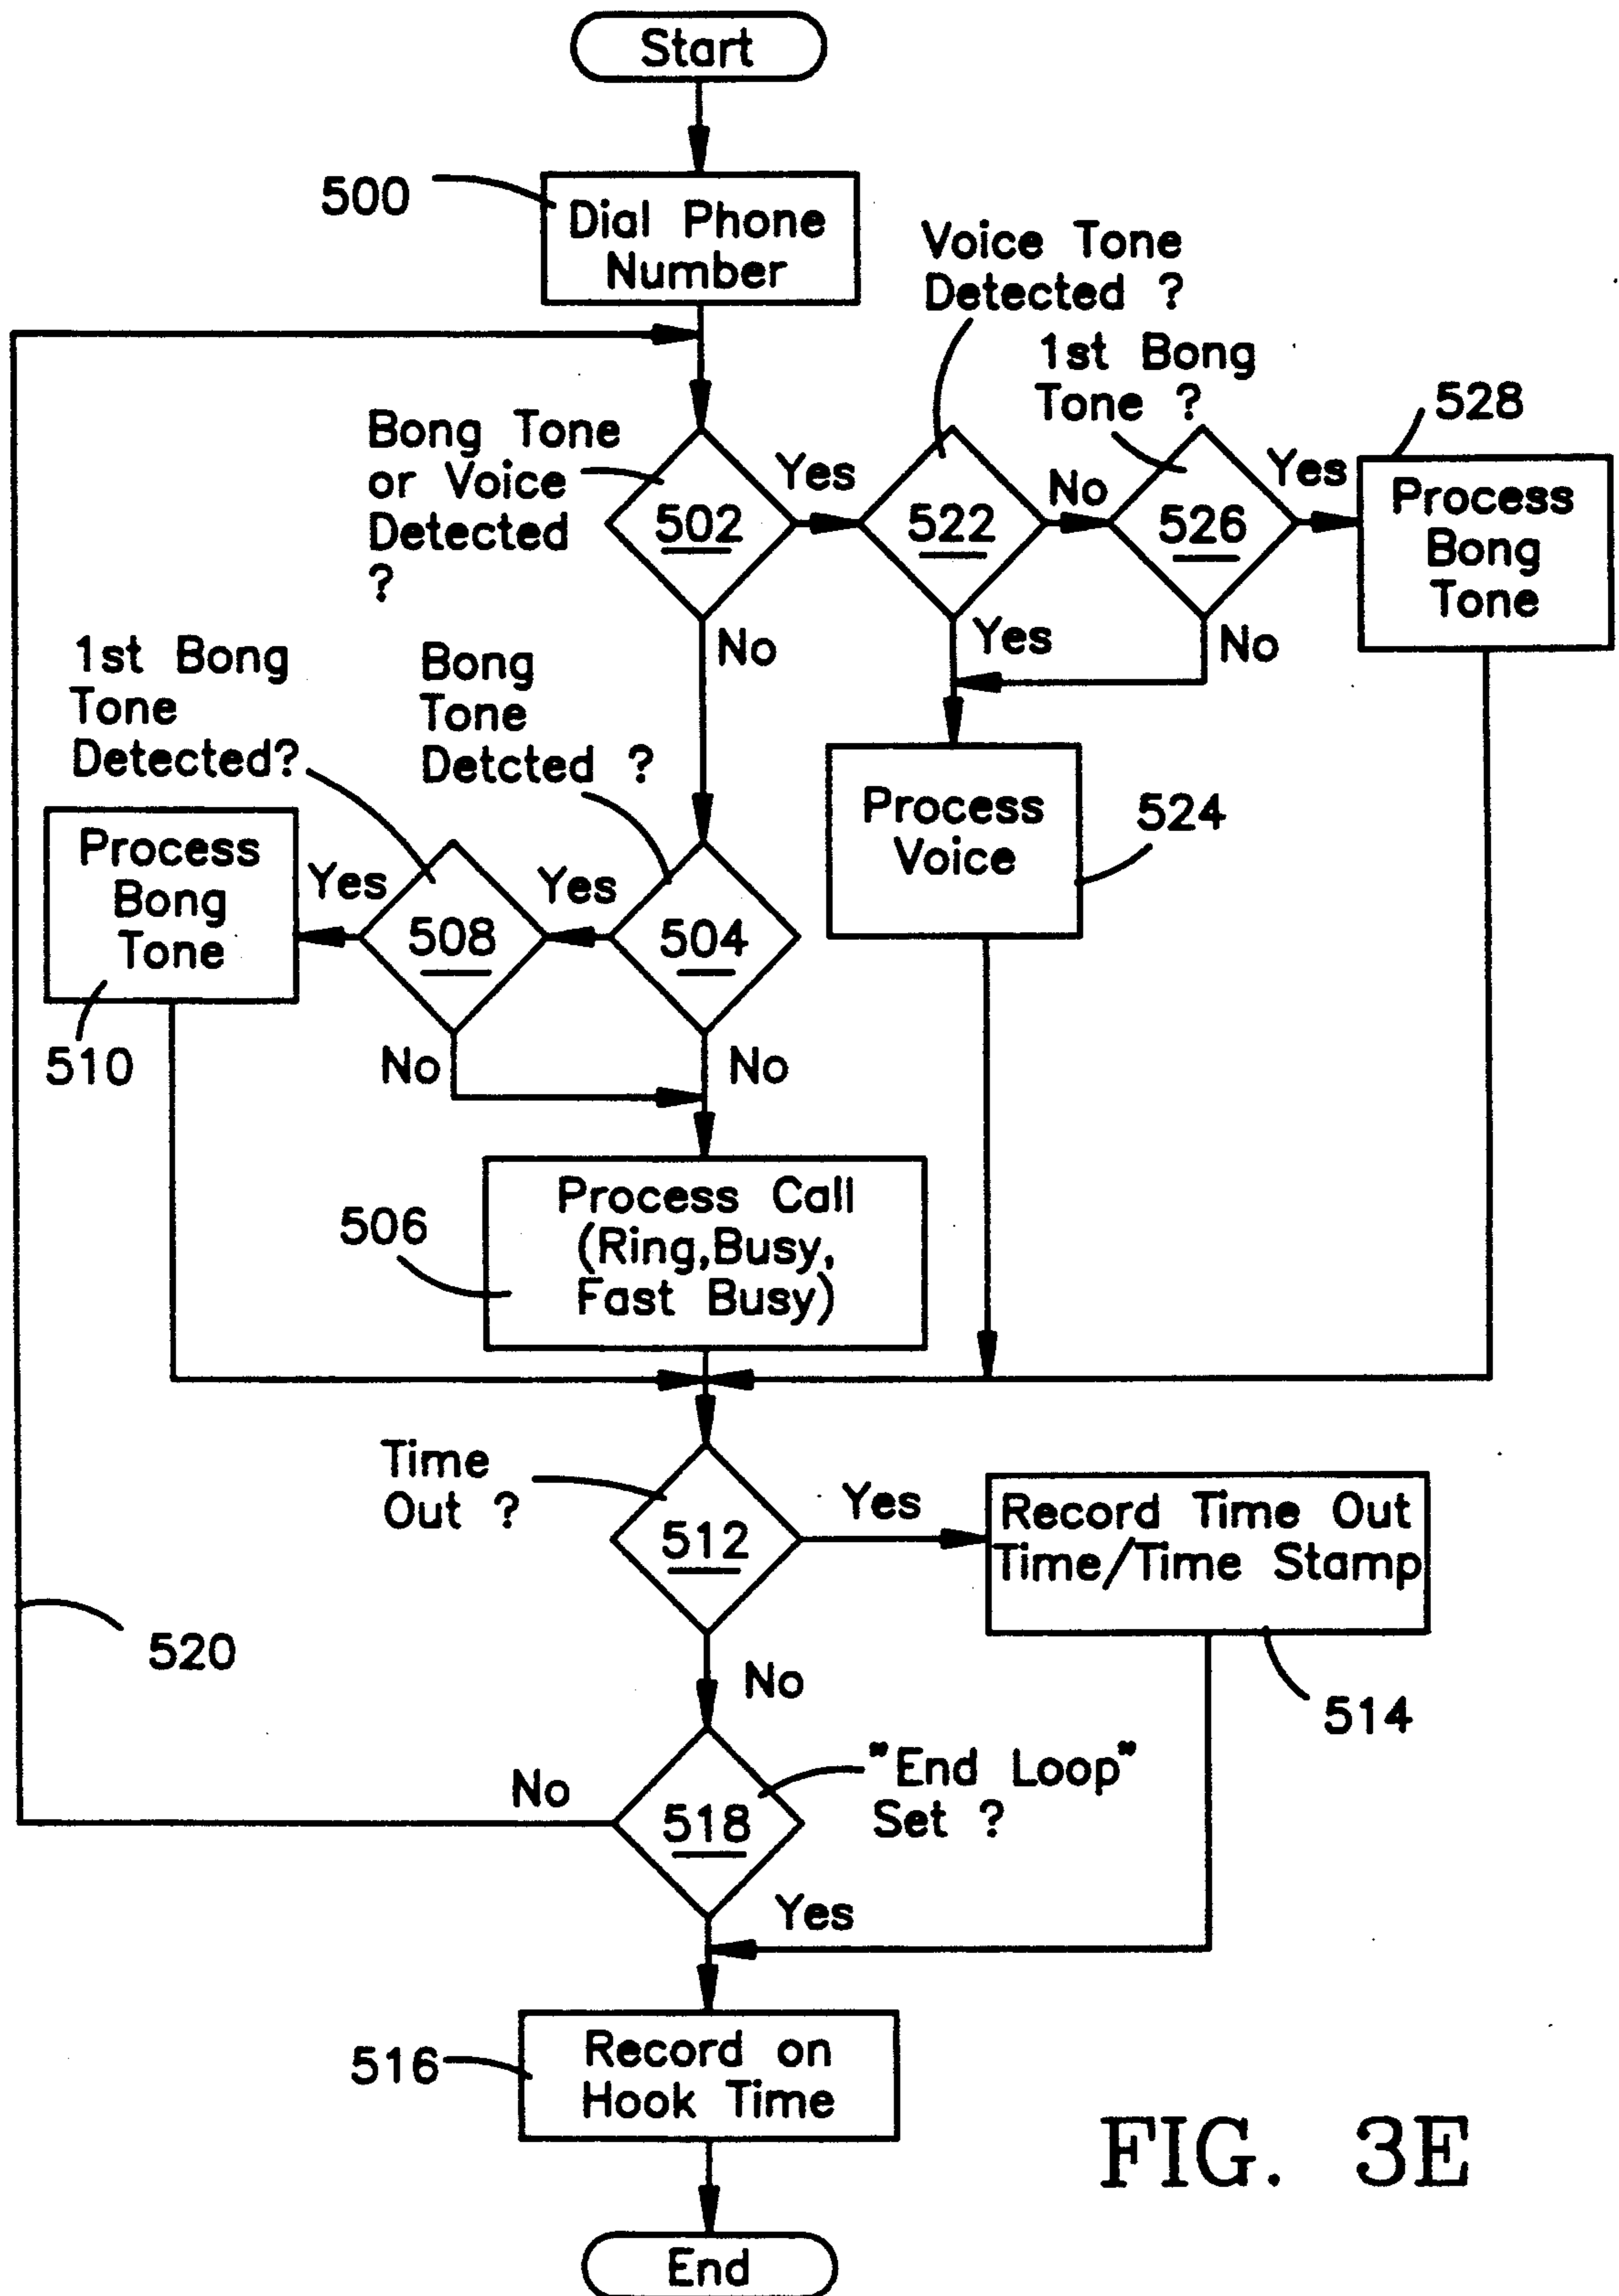 Start
500
Dial Phone
Number
Voice Tone
Detected ?
1st Bong
Tone ?
528
Bong Tone
or Voice
Detected
?
502
Yes
522
No
526
Yes
Process
Bong
Tone
No
Yes
No
1st Bong
Tone
Detected?
Bong
Tone
Detcted ?
Process
Voice
524
Process
Bong
Tone
Yes
508
Yes
504
510
No
No
506
Process Call
(Ring,Busy,
Fast Busy)
Time
Out ?
512
Yes
Record Time Out
Time/Time Stamp
520
No
514
No
518
"End Loop"
Set ?
Yes
516
Record on
Hook Time
End
FIG. 3E